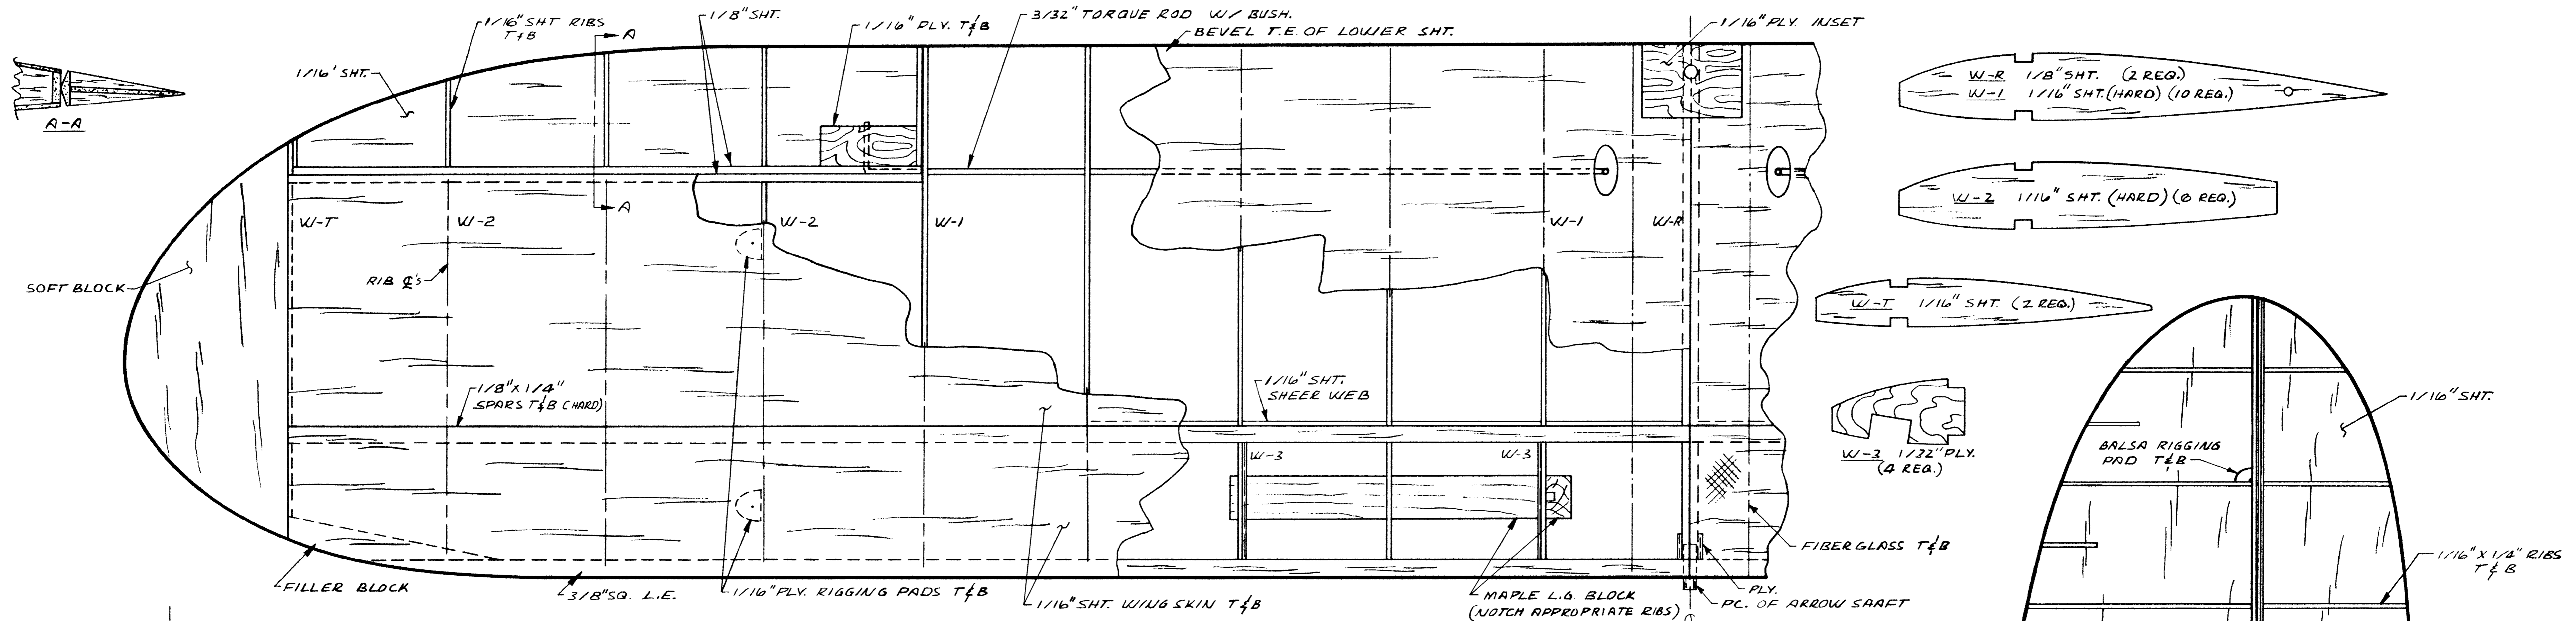 1/16" SHT RIBS
T & B
1/8" SHT.
1/16" PLY. T & B
3/32" TORQUE ROD W/ BUSH.
BEVEL T.E. OF LOWER SHT.
1/16" PLY. INSET
A
1/16' SHT.
A-A
W-R 1/8" SHT. (2 REQ.)
W-1 1/16" SHT. (HARD) (10 REQ.)
A
W-T
W-2
W-2
W-1
W-1
W-R
W-2 1/16" SHT. (HARD) (6 REQ.)
SOFT BLOCK
RIB ℄'s
W-T 1/16" SHT. (2 REQ.)
1/8" X 1/4"
SPARS T & B (HARD)
1/16" SHT.
SHEER WEB
1/16" SHT.
W-3
W-3
W-3 1/32" PLY.
(4 REQ.)
BALSA RIGGING
PAD T & B
FIBERGLASS T & B
1/16" X 1/4" RIBS
T & B
FILLER BLOCK
3/8" SQ. L.E.
1/16" PLY. RIGGING PADS T & B
1/16" SHT. WING SKIN T & B
MAPLE L.G. BLOCK
(NOTCH APPROPRIATE RIBS)
PLY.
PC. OF ARROW SAAFT